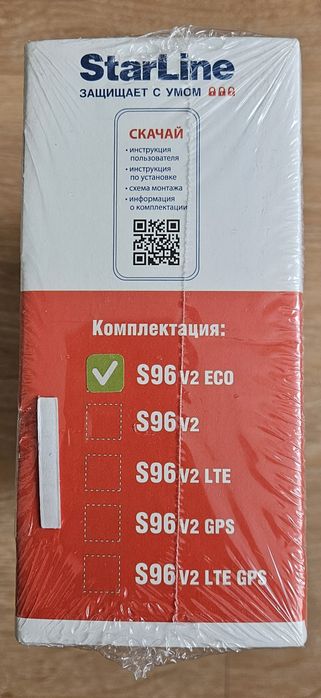 StarLine
ЗАЩИЩАЕТ С УМОМ
СКАЧАЙ
• инструкция
пользователя
• инструкция
по установке
• схема монтажа
• информация
о комплектации
Комплектация:
S96 V2 ECO
S96 V2
S96 V2 LTE
S96 V2 GPS
S96 V2 LTE GPS